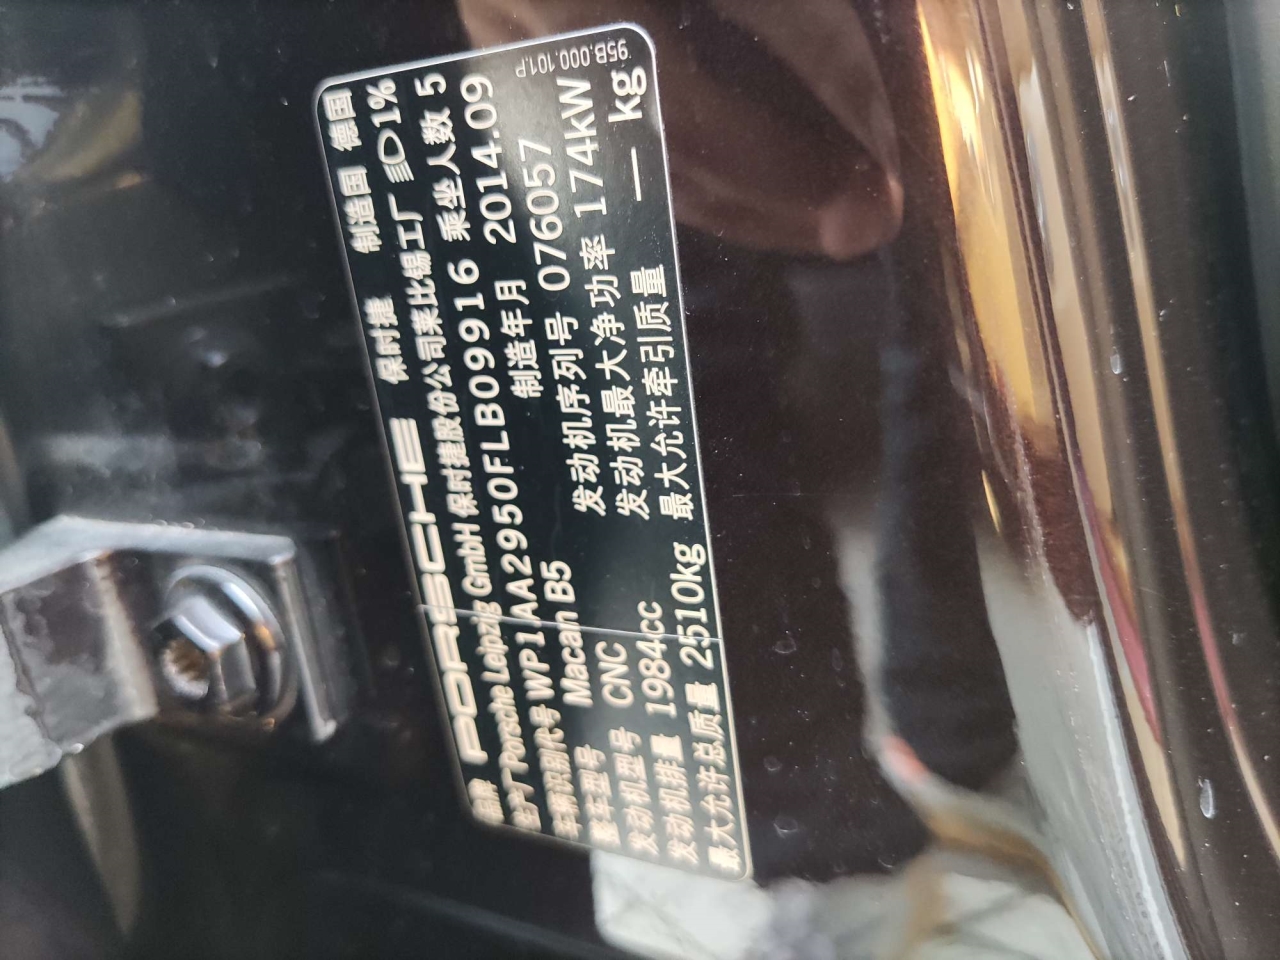 品牌 PORSCHE 保时捷 制造国 德国
生产厂 Porsche Leipzig GmbH 保时捷股份公司莱比锡工厂 1%
车辆识别代号 WP1AA2950FLB09916 乘坐人数 5
整车型号 Macan B5 制造年月 2014.09
发动机型号 CNC 发动机序列号 076057
发动机排量 1984cc 发动机最大净功率 174kW
最大允许总质量 2510kg 最大允许牵引质量 — kg
95B.000.101.P